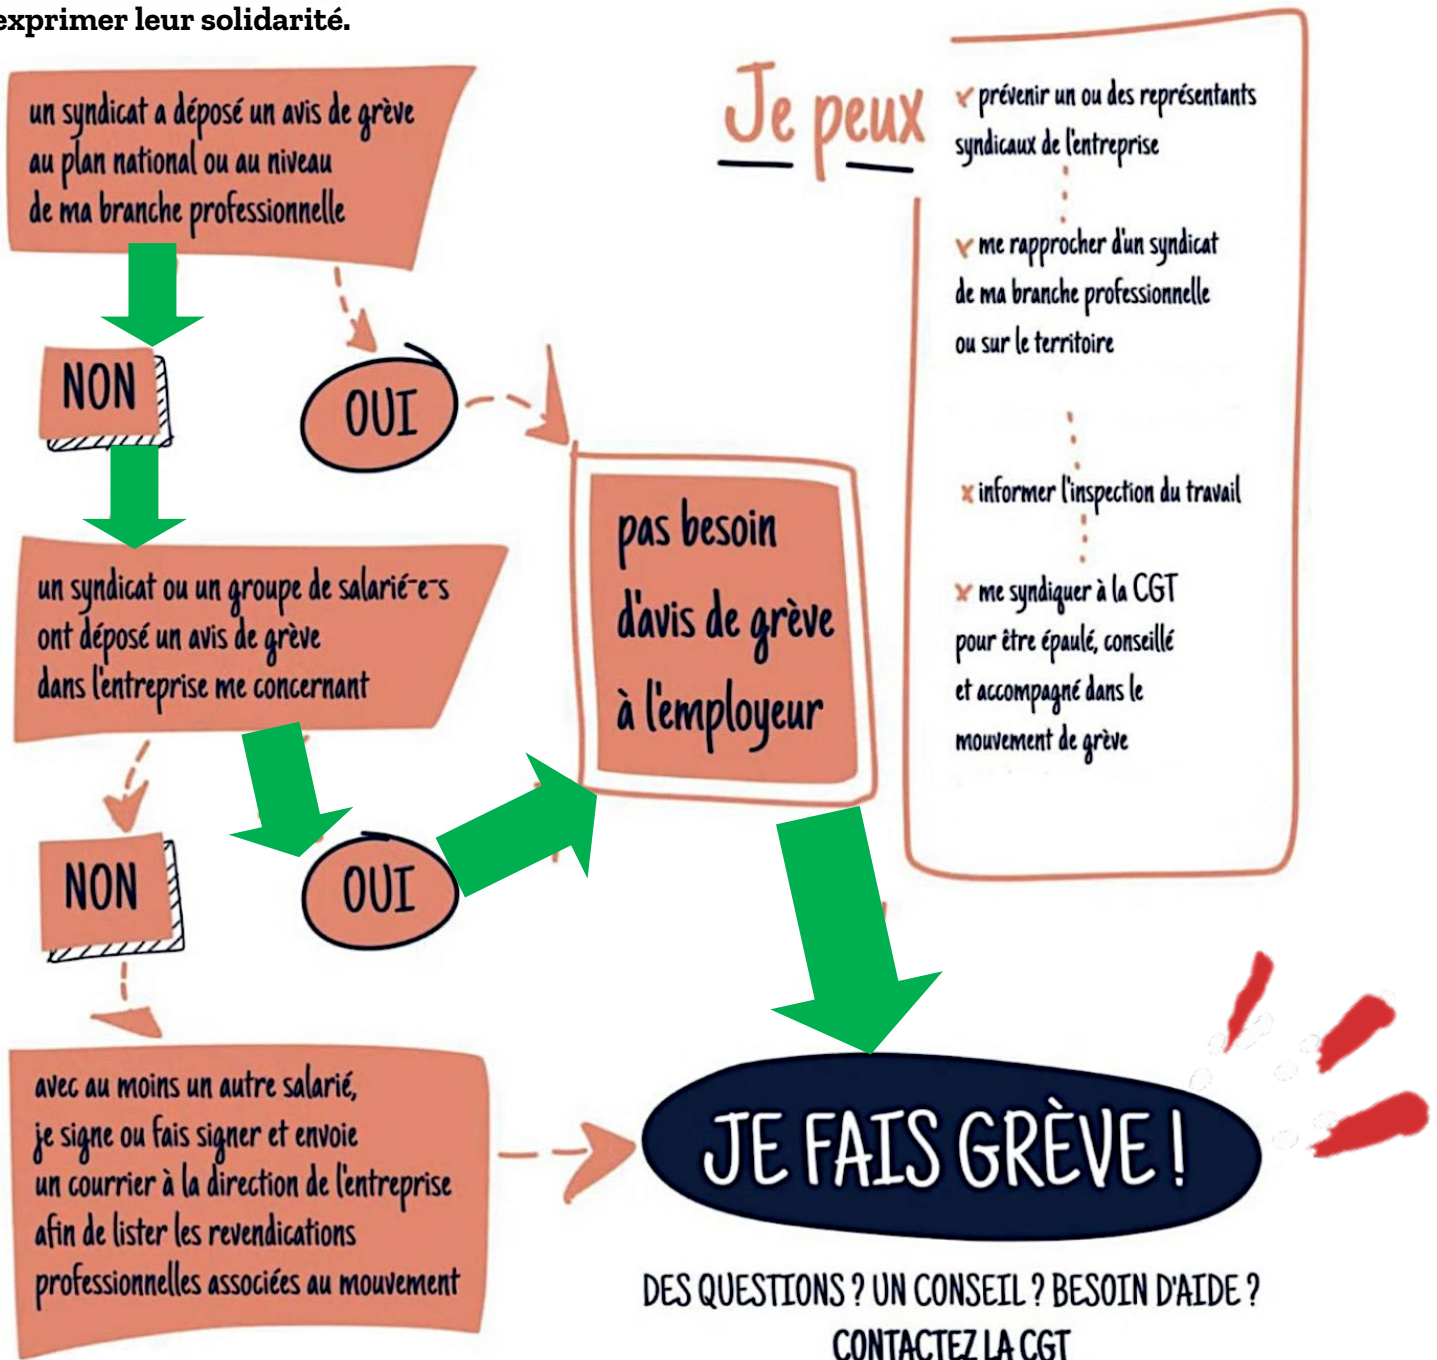 exprimer leur solidarité.
un syndicat a déposé un avis de grève
au plan national ou au niveau
de ma branche professionnelle
NON
OUI
un syndicat ou un groupe de salarié-e-s
ont déposé un avis de grève
dans l'entreprise me concernant
NON
OUI
pas besoin
d'avis de grève
à l'employeur
avec au moins un autre salarié,
je signe ou fais signer et envoie
un courrier à la direction de l'entreprise
afin de lister les revendications
professionnelles associées au mouvement
Je peux
prévenir un ou des représentants
syndicaux de l'entreprise
me rapprocher d'un syndicat
de ma branche professionnelle
ou sur le territoire
informer l'inspection du travail
me syndiquer à la CGT
pour être épaulé, conseillé
et accompagné dans le
mouvement de grève
JE FAIS GRÈVE !
DES QUESTIONS ? UN CONSEIL ? BESOIN D'AIDE ?
CONTACTEZ LA CGT